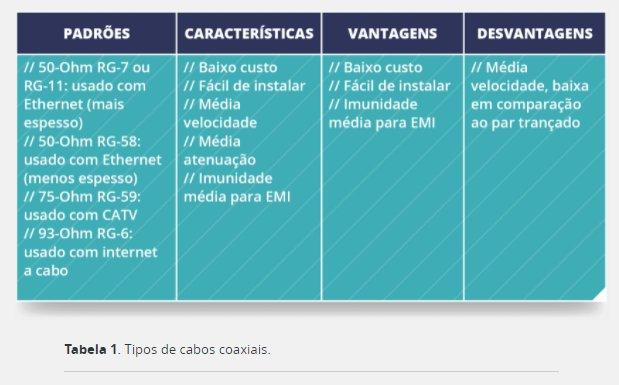 PADRÕES
CARACTERÍSTICAS
VANTAGENS
DESVANTAGENS
// 50-Ohm RG-7 ou
RG-11: usado com
Ethernet (mais
espesso)
// 50-Ohm RG-58:
usado com Ethernet
(menos espesso)
// 75-Ohm RG-59:
usado com CATV
// 93-Ohm RG-6:
usado com internet
a cabo
// Baixo custo
// Fácil de instalar
// Média
velocidade
// Média
atenuação
// Imunidade
média para EMI
// Baixo custo
// Fácil de instalar
// Imunidade
média para EMI
// Média
velocidade, baixa
em comparação
ao par trançado
Tabela 1. Tipos de cabos coaxiais.